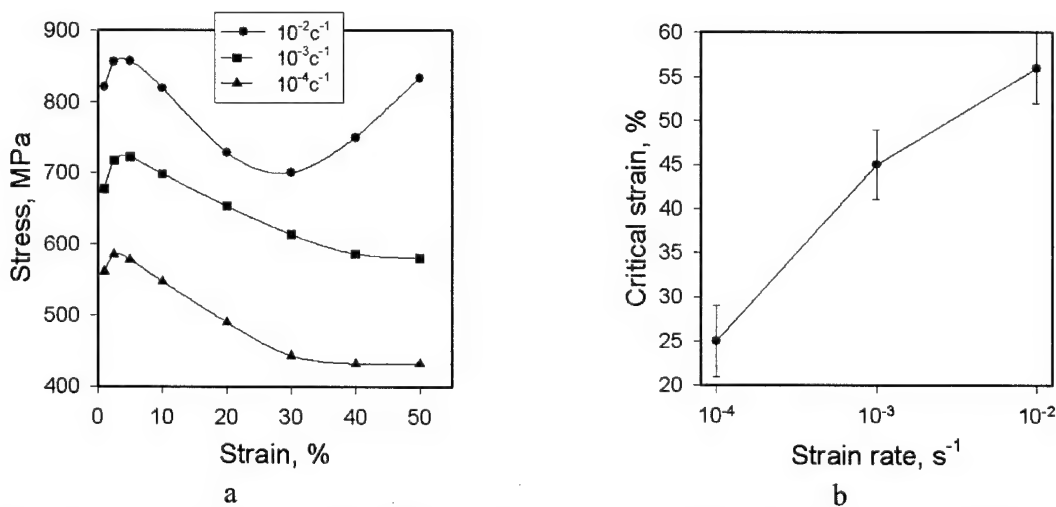 900
800
700
600
500
400
Stress, MPa
0 10 20 30 40 50
Strain, %
10⁻²c⁻¹
10⁻³c⁻¹
10⁻⁴c⁻¹
a
60
55
50
45
40
35
30
25
20
Critical strain, %
10⁻⁴ 10⁻³ 10⁻²
Strain rate, s⁻¹
b